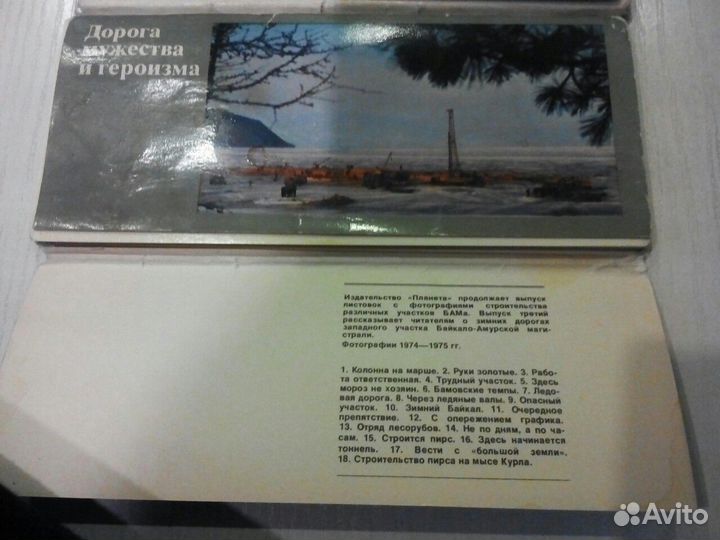 Дорога
мужества
и героизма
Издательство «Планета» продолжает выпуск
листовок с фотографиями строительства
различных участков БАМа. Выпуск третий
рассказывает читателям о зимних дорогах
западного участка Байкало-Амурской маги-
страли.
Фотографии 1974—1975 гг.
1. Колонна на марше. 2. Руки золотые. 3. Рабо-
та ответственная. 4. Трудный участок. 5. Здесь
мороз не хозяин. 6. Бамовские темпы. 7. Ледо-
вая дорога. 8. Через ледяные валы. 9. Опасный
участок. 10. Зимний Байкал. 11. Очередное
препятствие. 12. С опережением графика.
13. Отряд лесорубов. 14. Не по дням, а по ча-
сам. 15. Строится пирс. 16. Здесь начинается
тоннель. 17. Вести с «большой земли».
18. Строительство пирса на мысе Курла.
Avito